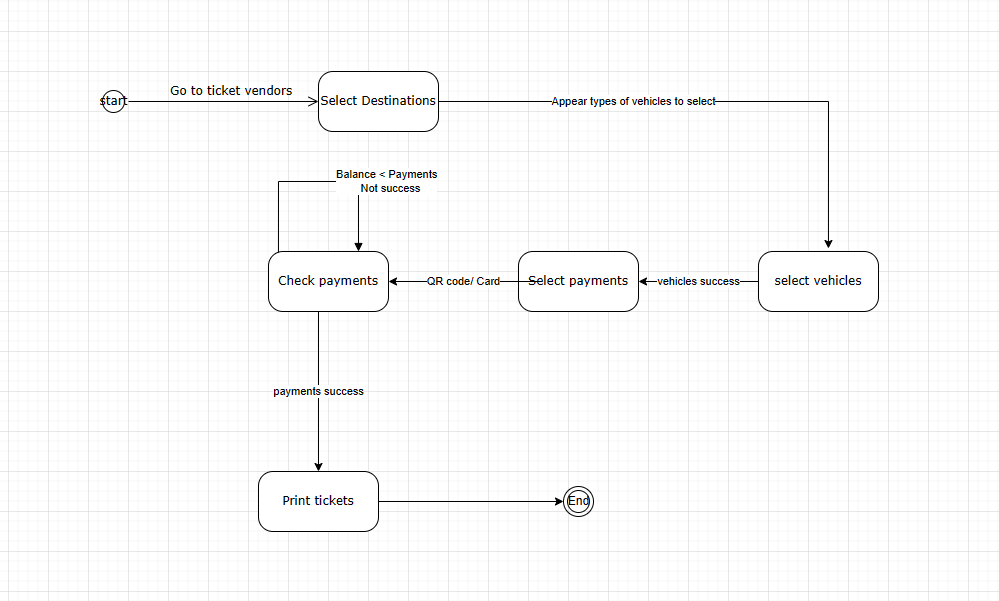 start
Go to ticket vendors
Select Destinations
Appear types of vehicles to select
Balance < Payments
Not success
Check payments
QR code/ Card
Select payments
vehicles success
select vehicles
payments success
Print tickets
End